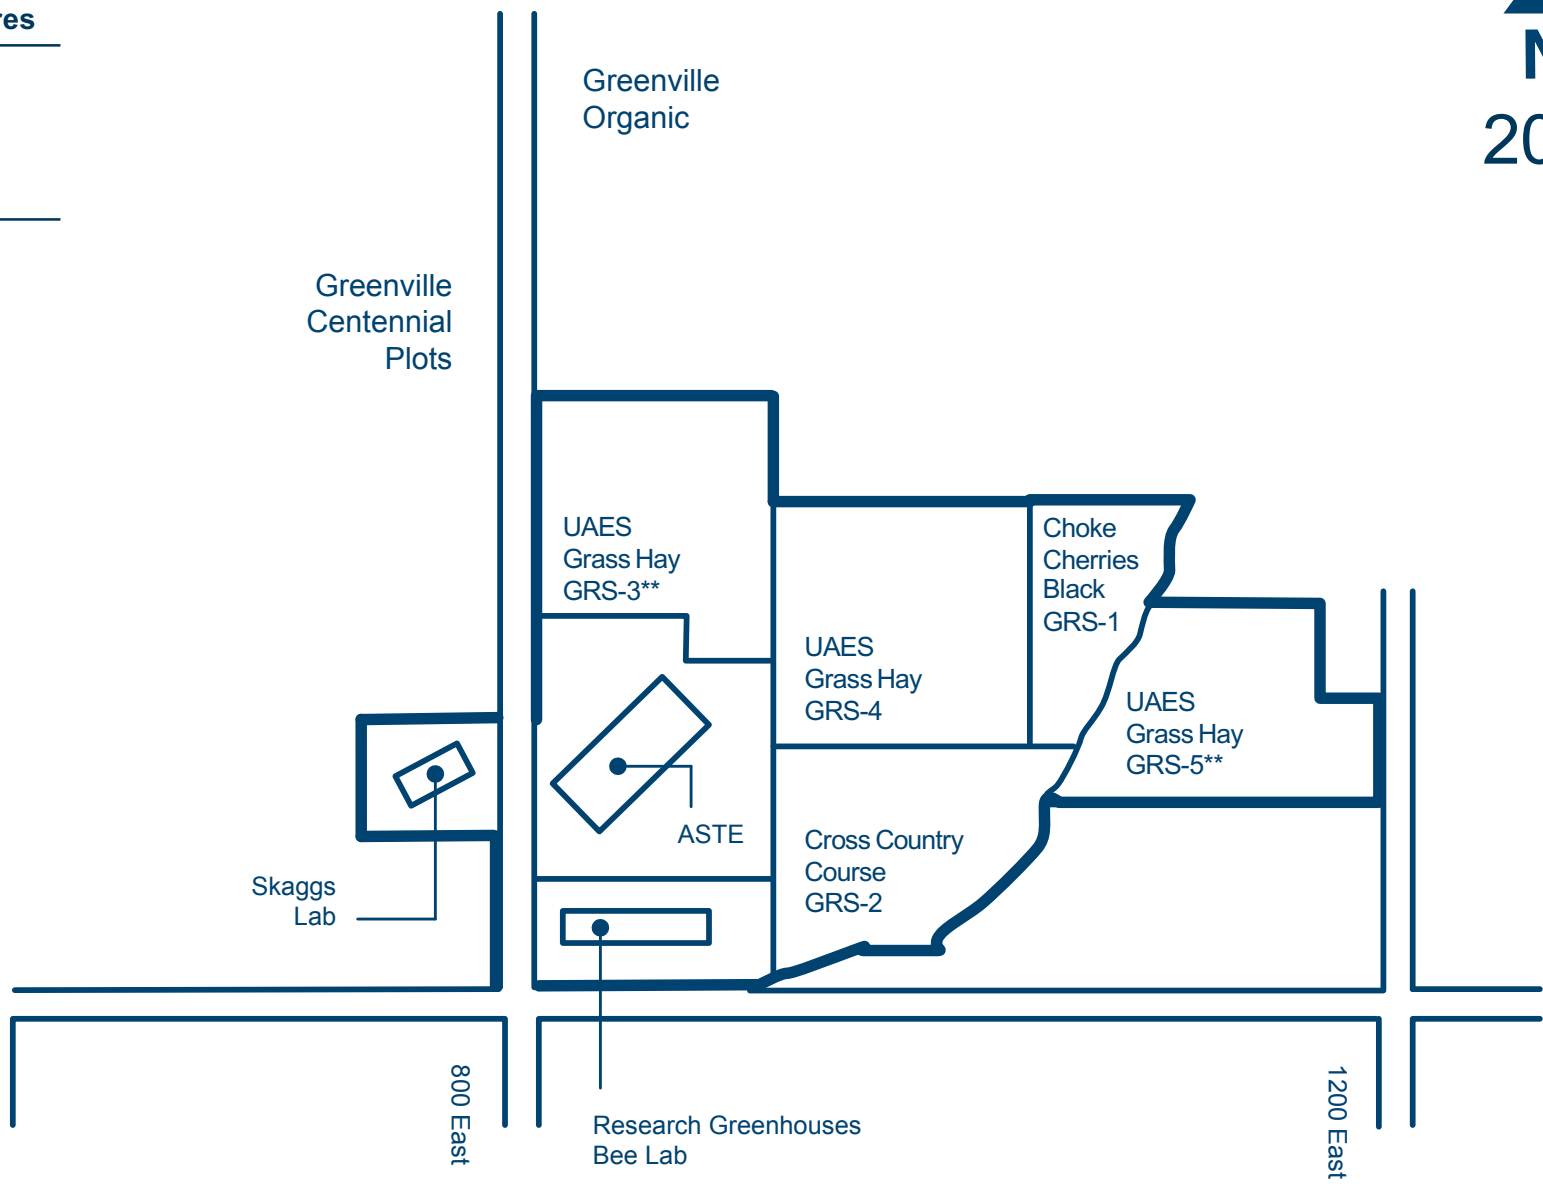 Greenville
Organic
Greenville
Centennial
Plots
UAES
Grass Hay
GRS-3**
Choke
Cherries
Black
GRS-1
UAES
Grass Hay
GRS-4
UAES
Grass Hay
GRS-5**
ASTE
Cross Country
Course
GRS-2
Skaggs
Lab
800 East
1200 East
Research Greenhouses
Bee Lab